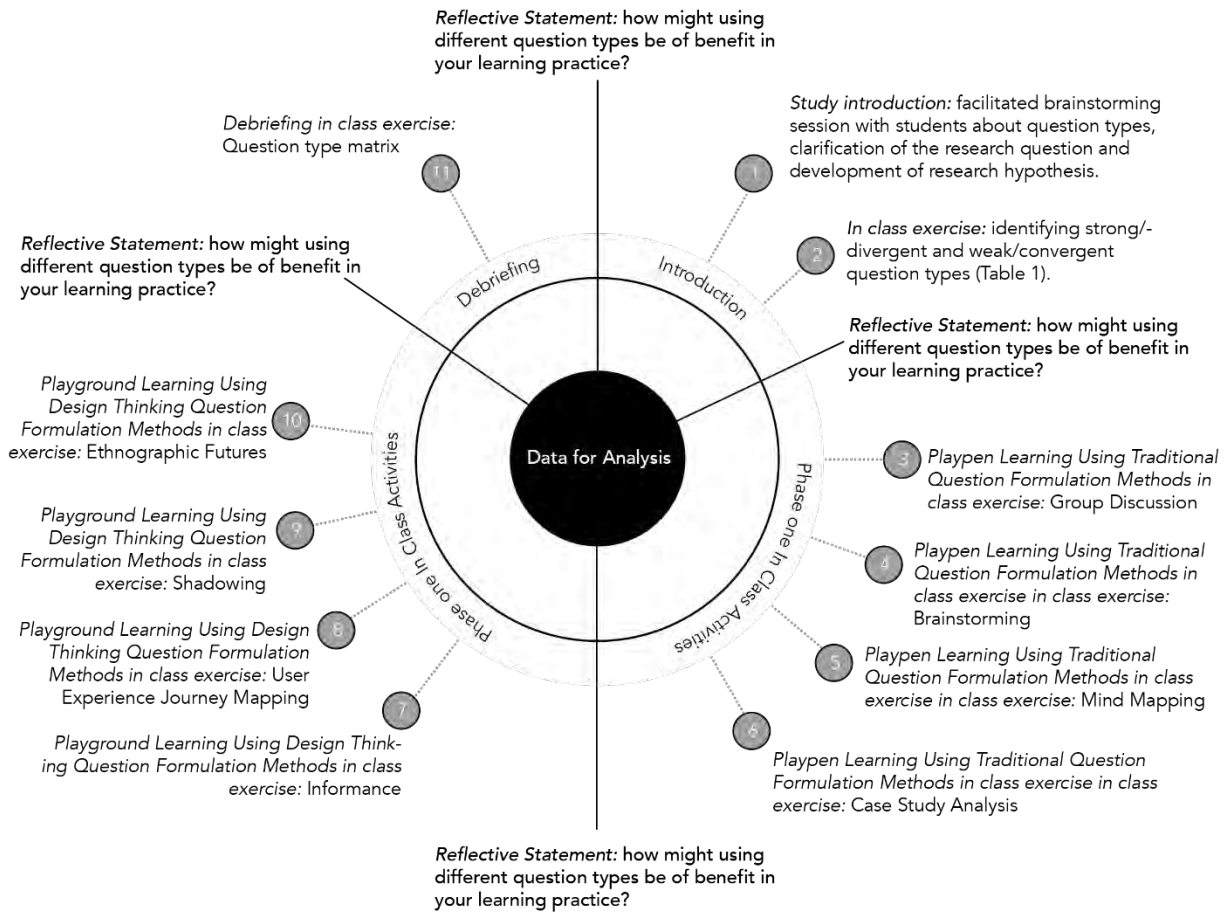 Reflective Statement: how might using
different question types be of benefit in
your learning practice?
Study introduction: facilitated brainstorming
session with students about question types,
clarification of the research question and
development of research hypothesis.
1
In class exercise: identifying strong/-
divergent and weak/convergent
question types (Table 1).
2
Introduction
Reflective Statement: how might using
different question types be of benefit in
your learning practice?
3
Playpen Learning Using Traditional
Question Formulation Methods in
class exercise: Group Discussion
4
Playpen Learning Using Traditional
Question Formulation Methods in
class exercise in class exercise:
Brainstorming
5
Playpen Learning Using Traditional
Question Formulation Methods in class
exercise in class exercise: Mind Mapping
6
Playpen Learning Using Traditional Question
Formulation Methods in class exercise in class
exercise: Case Study Analysis
Phase one In Class Activities
Reflective Statement: how might using
different question types be of benefit in
your learning practice?
7
Playground Learning Using Design Think-
ing Question Formulation Methods in class
exercise: Informance
8
Playground Learning Using Design
Thinking Question Formulation
Methods in class exercise: User
Experience Journey Mapping
9
Playground Learning Using
Design Thinking Question
Formulation Methods in class
exercise: Shadowing
10
Playground Learning Using
Design Thinking Question
Formulation Methods in class
exercise: Ethnographic Futures
Phase one In Class Activities
Reflective Statement: how might using
different question types be of benefit in
your learning practice?
11
Debriefing in class exercise:
Question type matrix
Debriefing
Data for Analysis